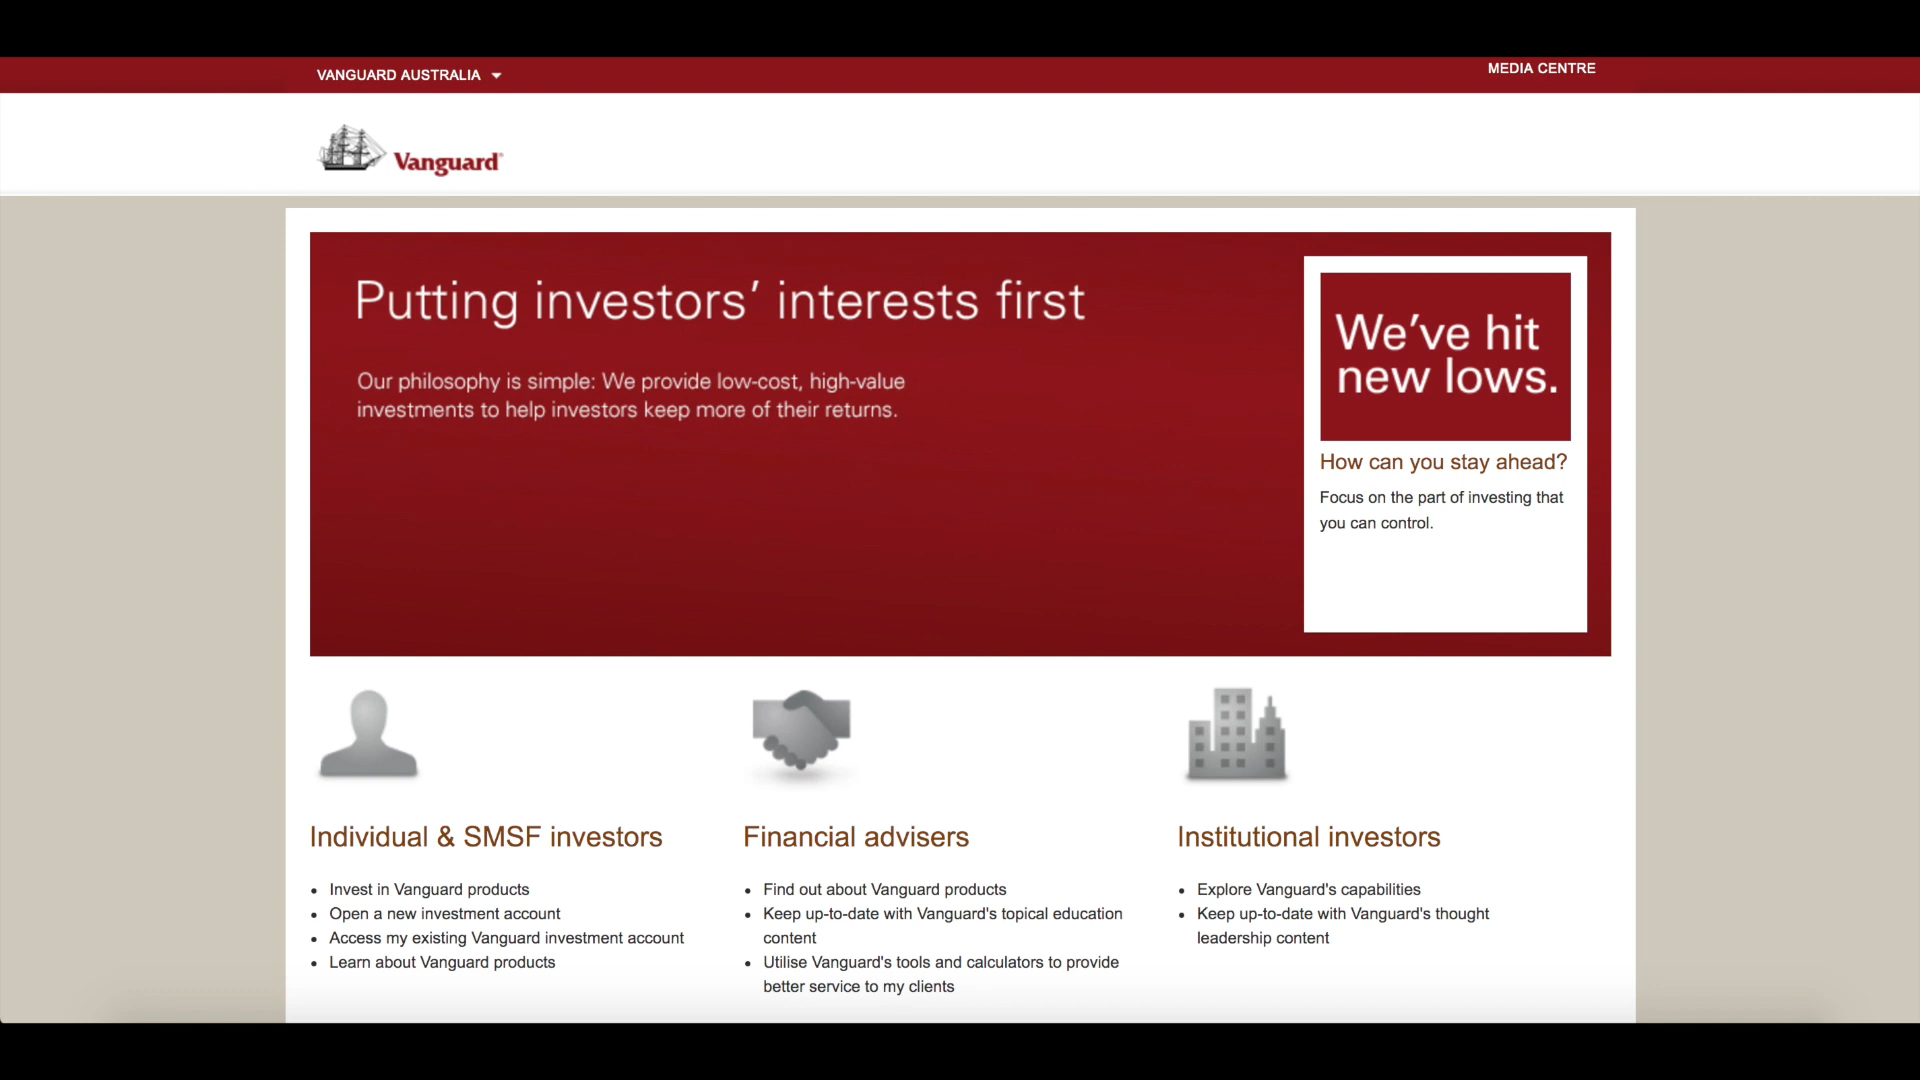 VANGUARD AUSTRALIA
MEDIA CENTRE
Vanguard®
Putting investors’ interests first
Our philosophy is simple: We provide low-cost, high-value
investments to help investors keep more of their returns.
We’ve hit
new lows.
How can you stay ahead?
Focus on the part of investing that
you can control.
Individual & SMSF investors
• Invest in Vanguard products
• Open a new investment account
• Access my existing Vanguard investment account
• Learn about Vanguard products
Financial advisers
• Find out about Vanguard products
• Keep up-to-date with Vanguard's topical education
content
• Utilise Vanguard's tools and calculators to provide
better service to my clients
Institutional investors
• Explore Vanguard's capabilities
• Keep up-to-date with Vanguard's thought
leadership content